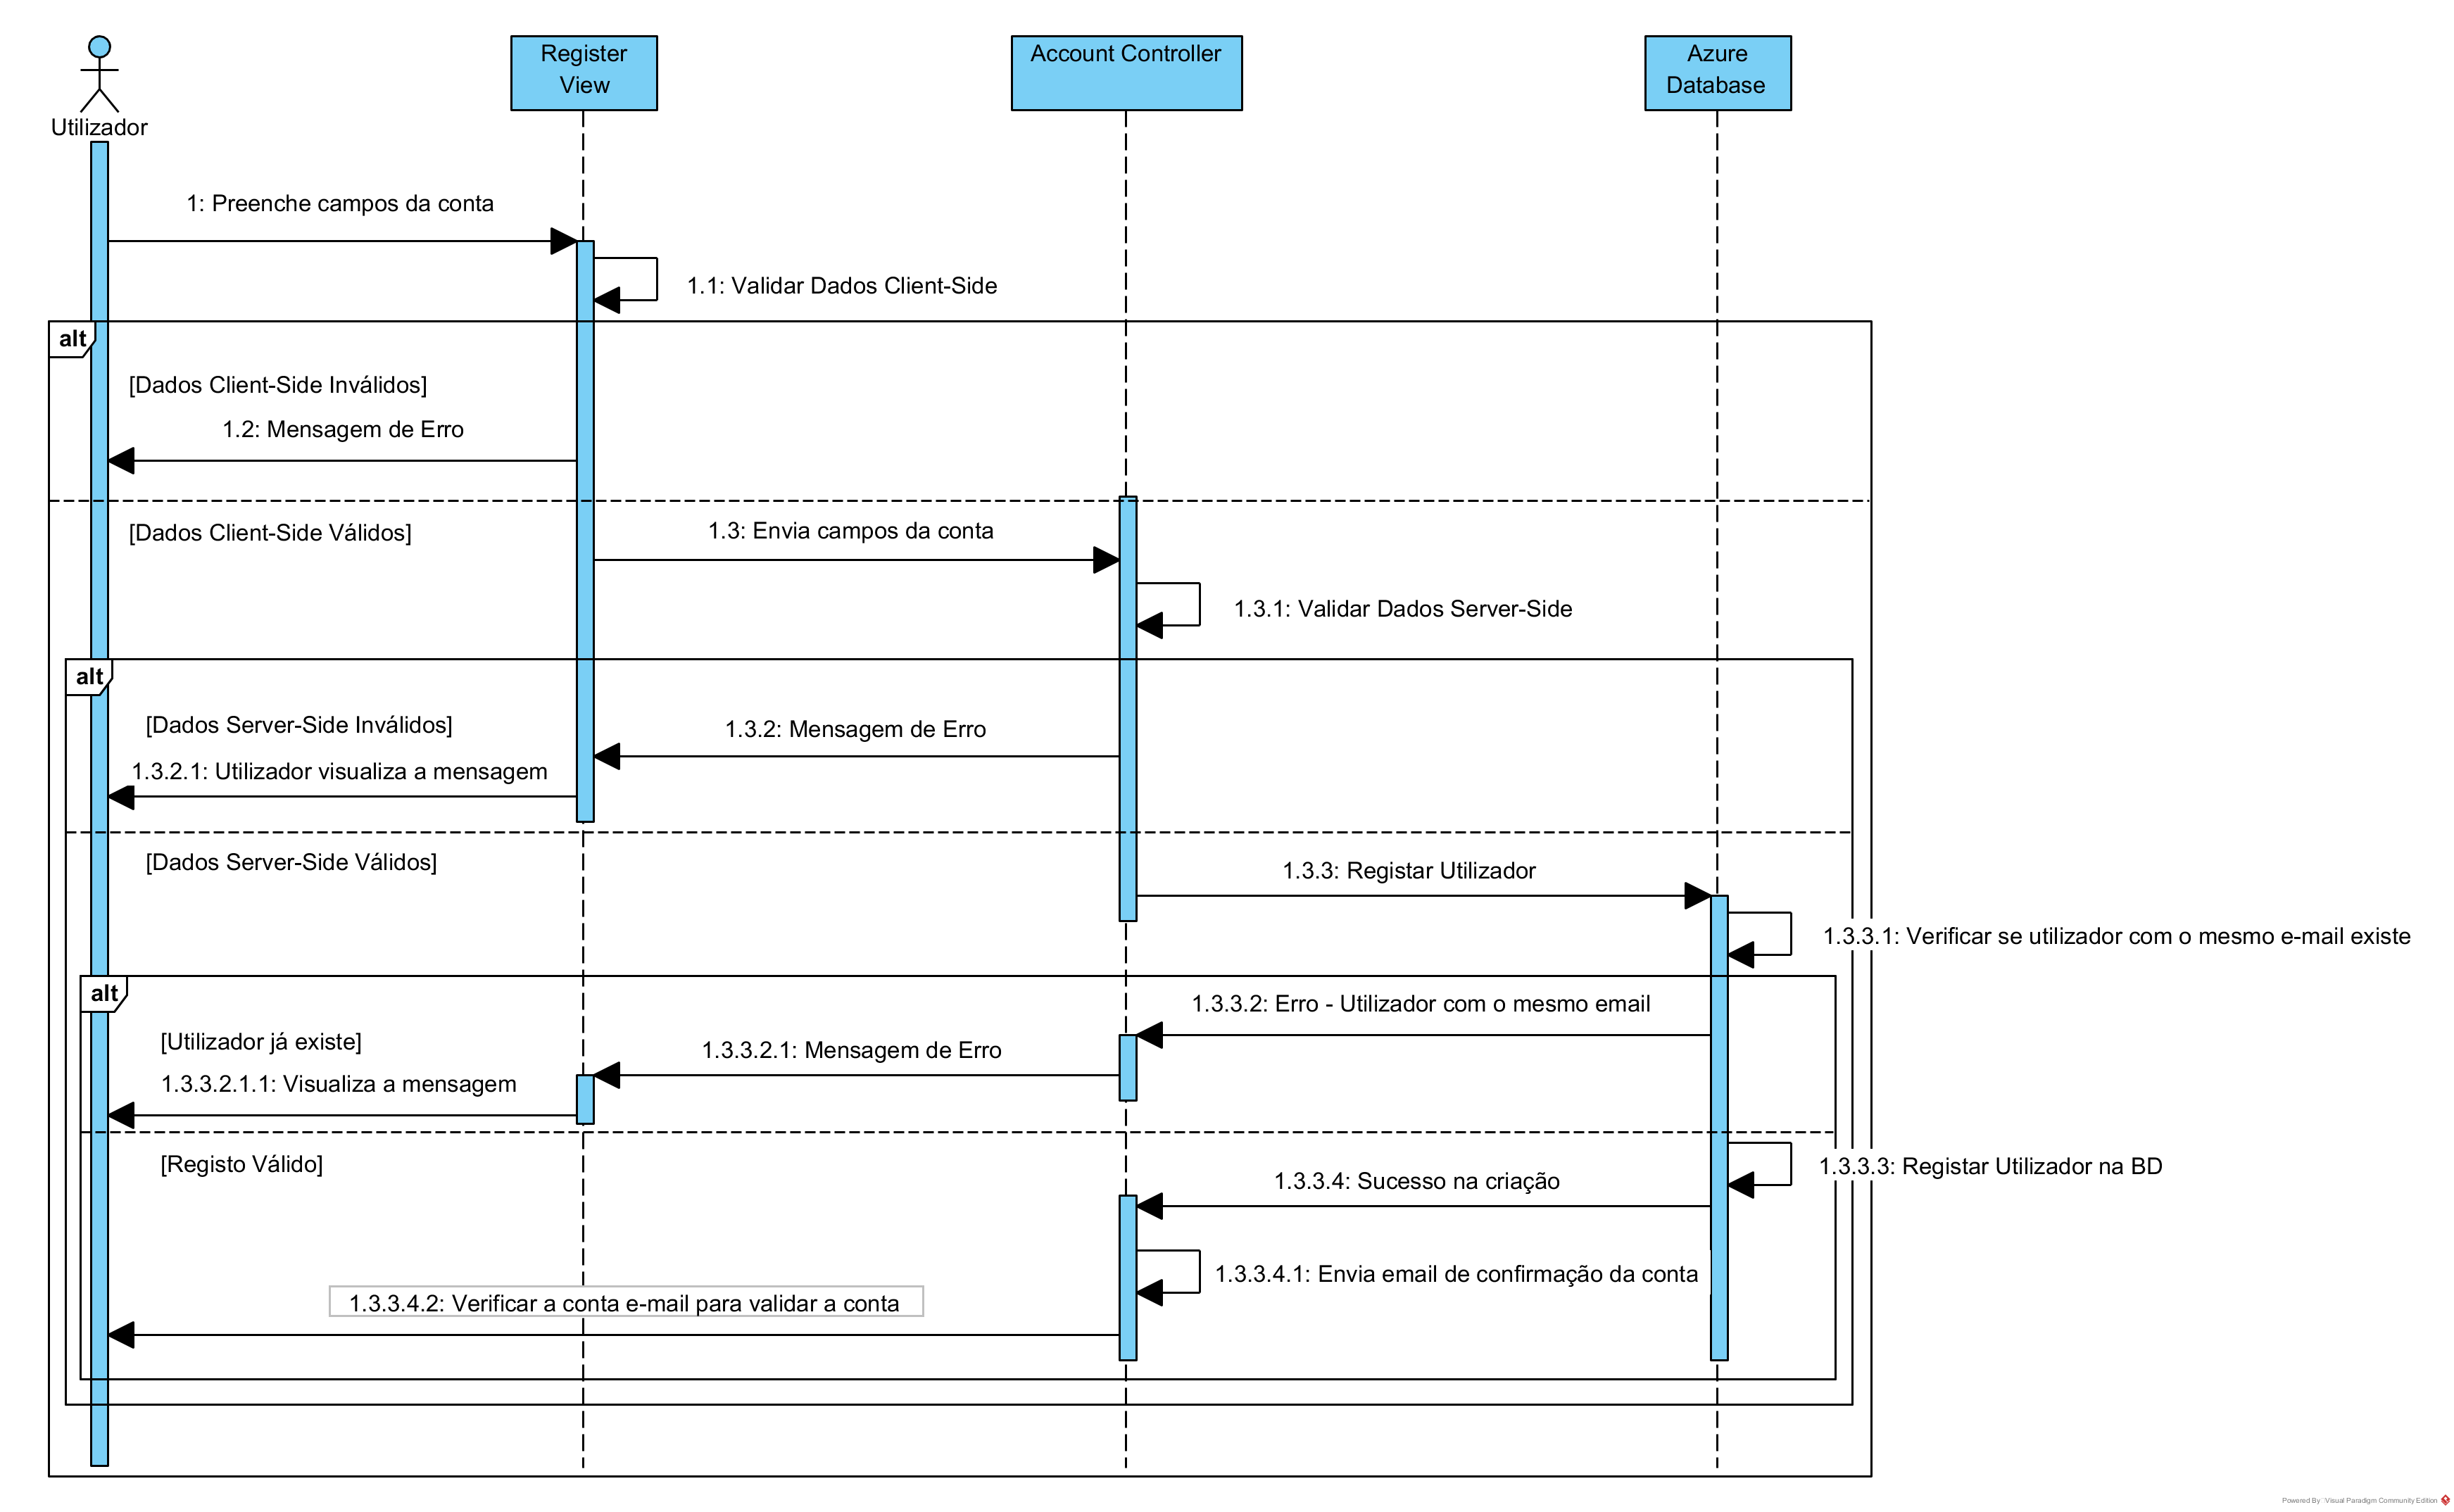 Utilizador
Register
View
Account Controller
Azure
Database
1: Preenche campos da conta
1.1: Validar Dados Client-Side
alt
[Dados Client-Side Inválidos]
1.2: Mensagem de Erro
[Dados Client-Side Válidos]
1.3: Envia campos da conta
1.3.1: Validar Dados Server-Side
alt
[Dados Server-Side Inválidos]
1.3.2: Mensagem de Erro
1.3.2.1: Utilizador visualiza a mensagem
[Dados Server-Side Válidos]
1.3.3: Registar Utilizador
1.3.3.1: Verificar se utilizador com o mesmo e-mail existe
alt
1.3.3.2: Erro - Utilizador com o mesmo email
[Utilizador já existe]
1.3.3.2.1: Mensagem de Erro
1.3.3.2.1.1: Visualiza a mensagem
[Registo Válido]
1.3.3.3: Registar Utilizador na BD
1.3.3.4: Sucesso na criação
1.3.3.4.1: Envia email de confirmação da conta
1.3.3.4.2: Verificar a conta e-mail para validar a conta
Powered By Visual Paradigm Community Edition